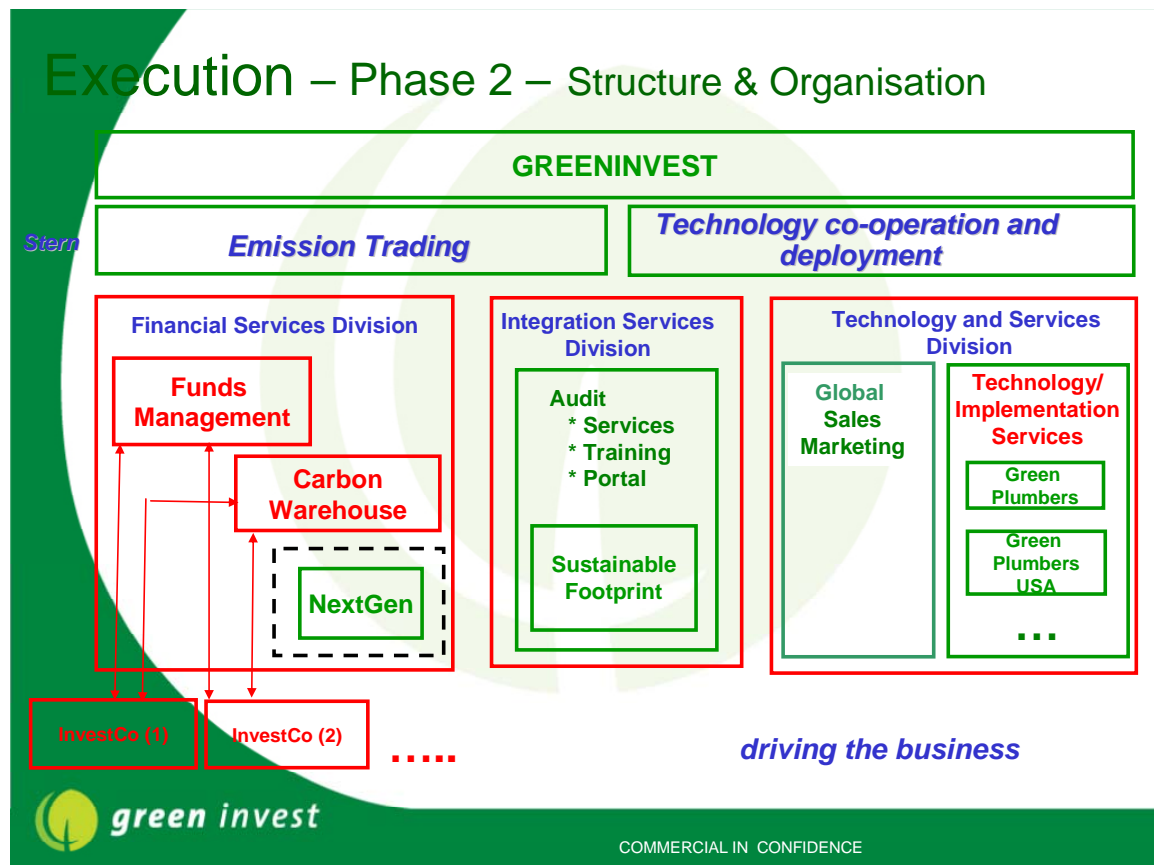 Execution – Phase 2 – Structure & Organisation
GREENINVEST
Stern
Emission Trading
Technology co-operation and
deployment
Financial Services Division
Funds
Management
Carbon
Warehouse
NextGen
Integration Services
Division
Audit
* Services
* Training
* Portal
Sustainable
Footprint
Technology and Services
Division
Global
Sales
Marketing
Technology/
Implementation
Services
Green
Plumbers
Green
Plumbers
USA
...
InvestCo (1)
InvestCo (2)
.....
driving the business
green invest
COMMERCIAL IN CONFIDENCE